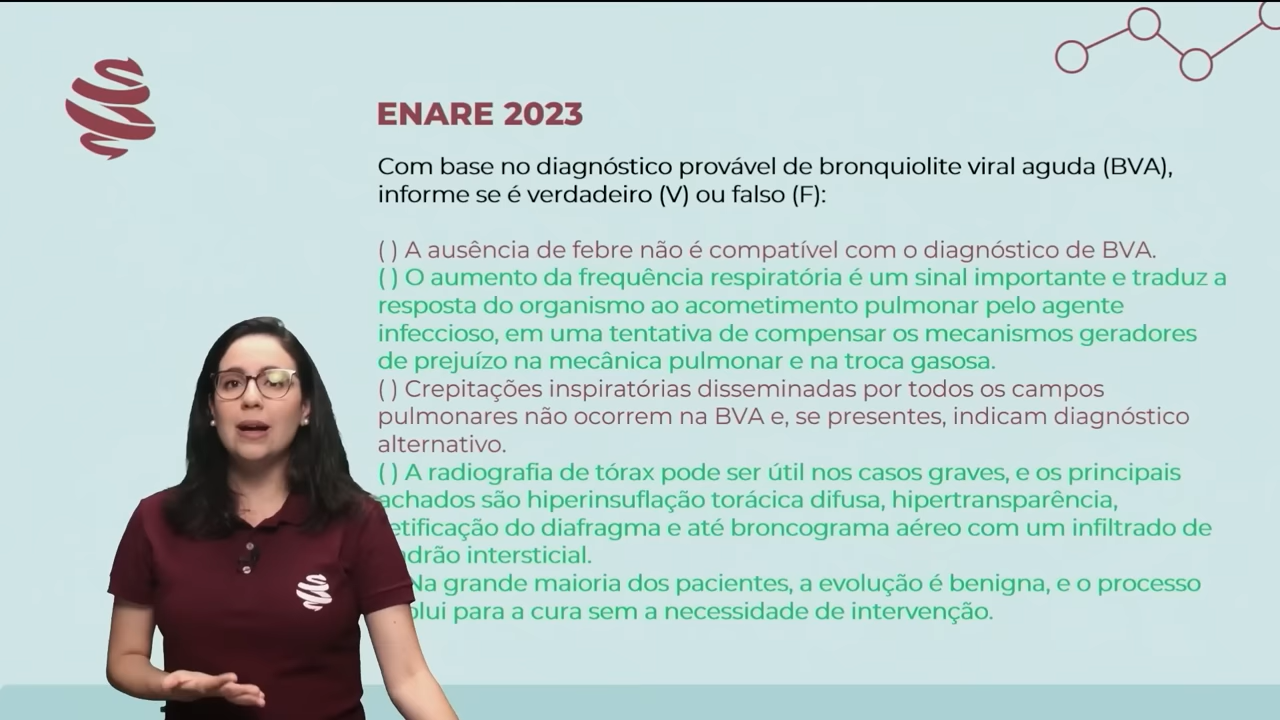 ENARE 2023
Com base no diagnóstico provável de bronquiolite viral aguda (BVA),
informe se é verdadeiro (V) ou falso (F):
( ) A ausência de febre não é compatível com o diagnóstico de BVA.
( ) O aumento da frequência respiratória é um sinal importante e traduz a
resposta do organismo ao acometimento pulmonar pelo agente
infeccioso, em uma tentativa de compensar os mecanismos geradores
de prejuízo na mecânica pulmonar e na troca gasosa.
( ) Crepitações inspiratórias disseminadas por todos os campos
pulmonares não ocorrem na BVA e, se presentes, indicam diagnóstico
alternativo.
( ) A radiografia de tórax pode ser útil nos casos graves, e os principais
achados são hiperinsuflação torácica difusa, hipertransparência,
etificação do diafragma e até broncograma aéreo com um infiltrado de
drão intersticial.
Na grande maioria dos pacientes, a evolução é benigna, e o processo
olui para a cura sem a necessidade de intervenção.